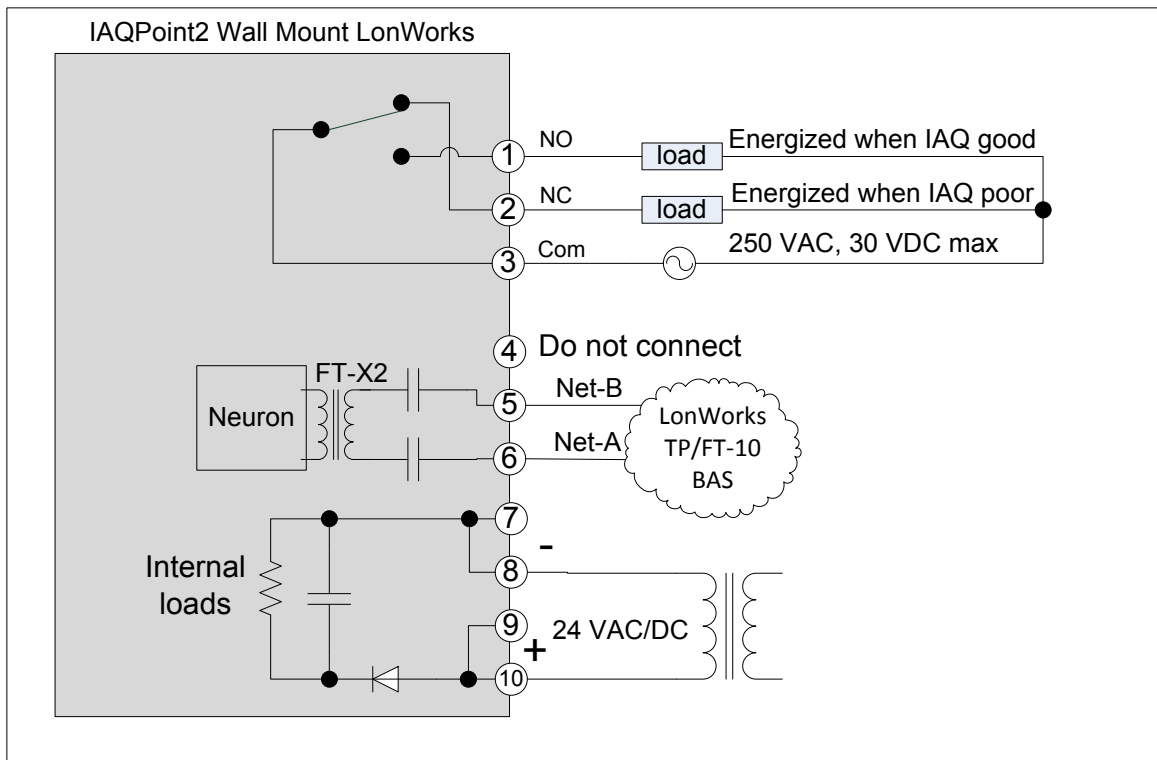 IAQPoint2 Wall Mount LonWorks
1 NO load Energized when IAQ good
2 NC load Energized when IAQ poor
3 Com 250 VAC, 30 VDC max
4 Do not connect
FT-X2
Neuron
5 Net-B
6 Net-A
LonWorks
TP/FT-10
BAS
7
-
8
Internal
loads
9
+ 24 VAC/DC
10